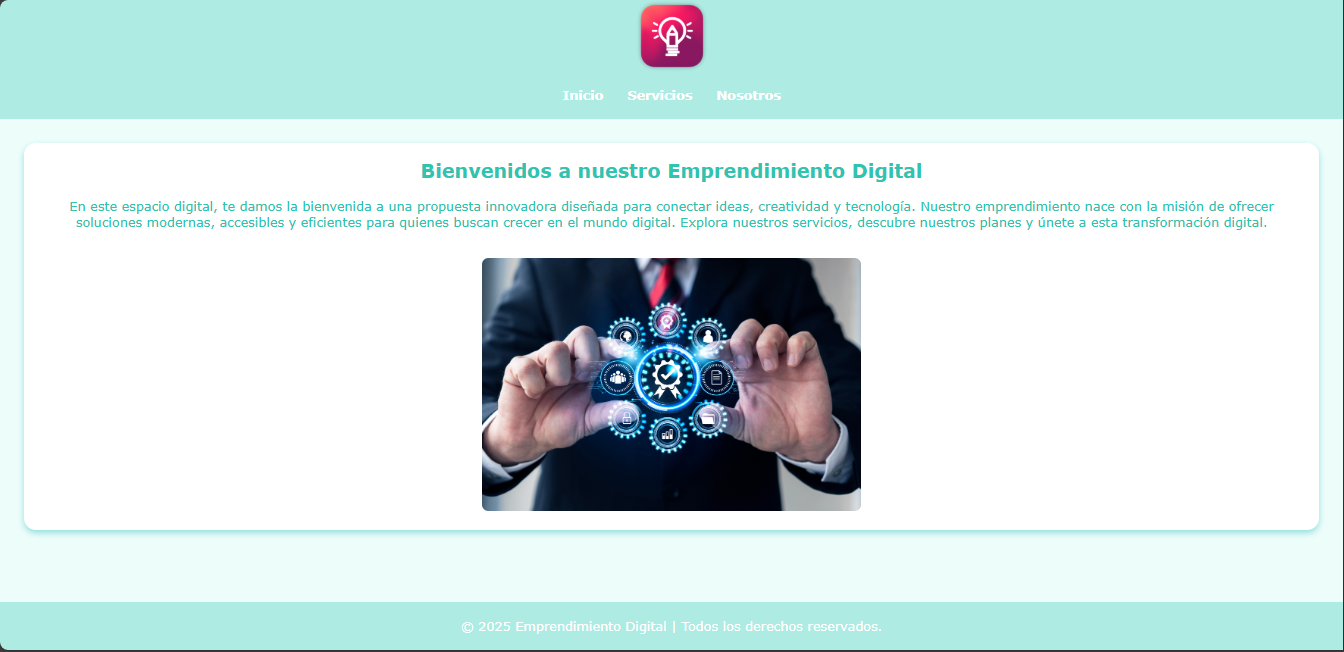 Inicio Servicios Nosotros
Bienvenidos a nuestro Emprendimiento Digital
En este espacio digital, te damos la bienvenida a una propuesta innovadora diseñada para conectar ideas, creatividad y tecnología. Nuestro emprendimiento nace con la misión de ofrecer
soluciones modernas, accesibles y eficientes para quienes buscan crecer en el mundo digital. Explora nuestros servicios, descubre nuestros planes y únete a esta transformación digital.
© 2025 Emprendimiento Digital | Todos los derechos reservados.